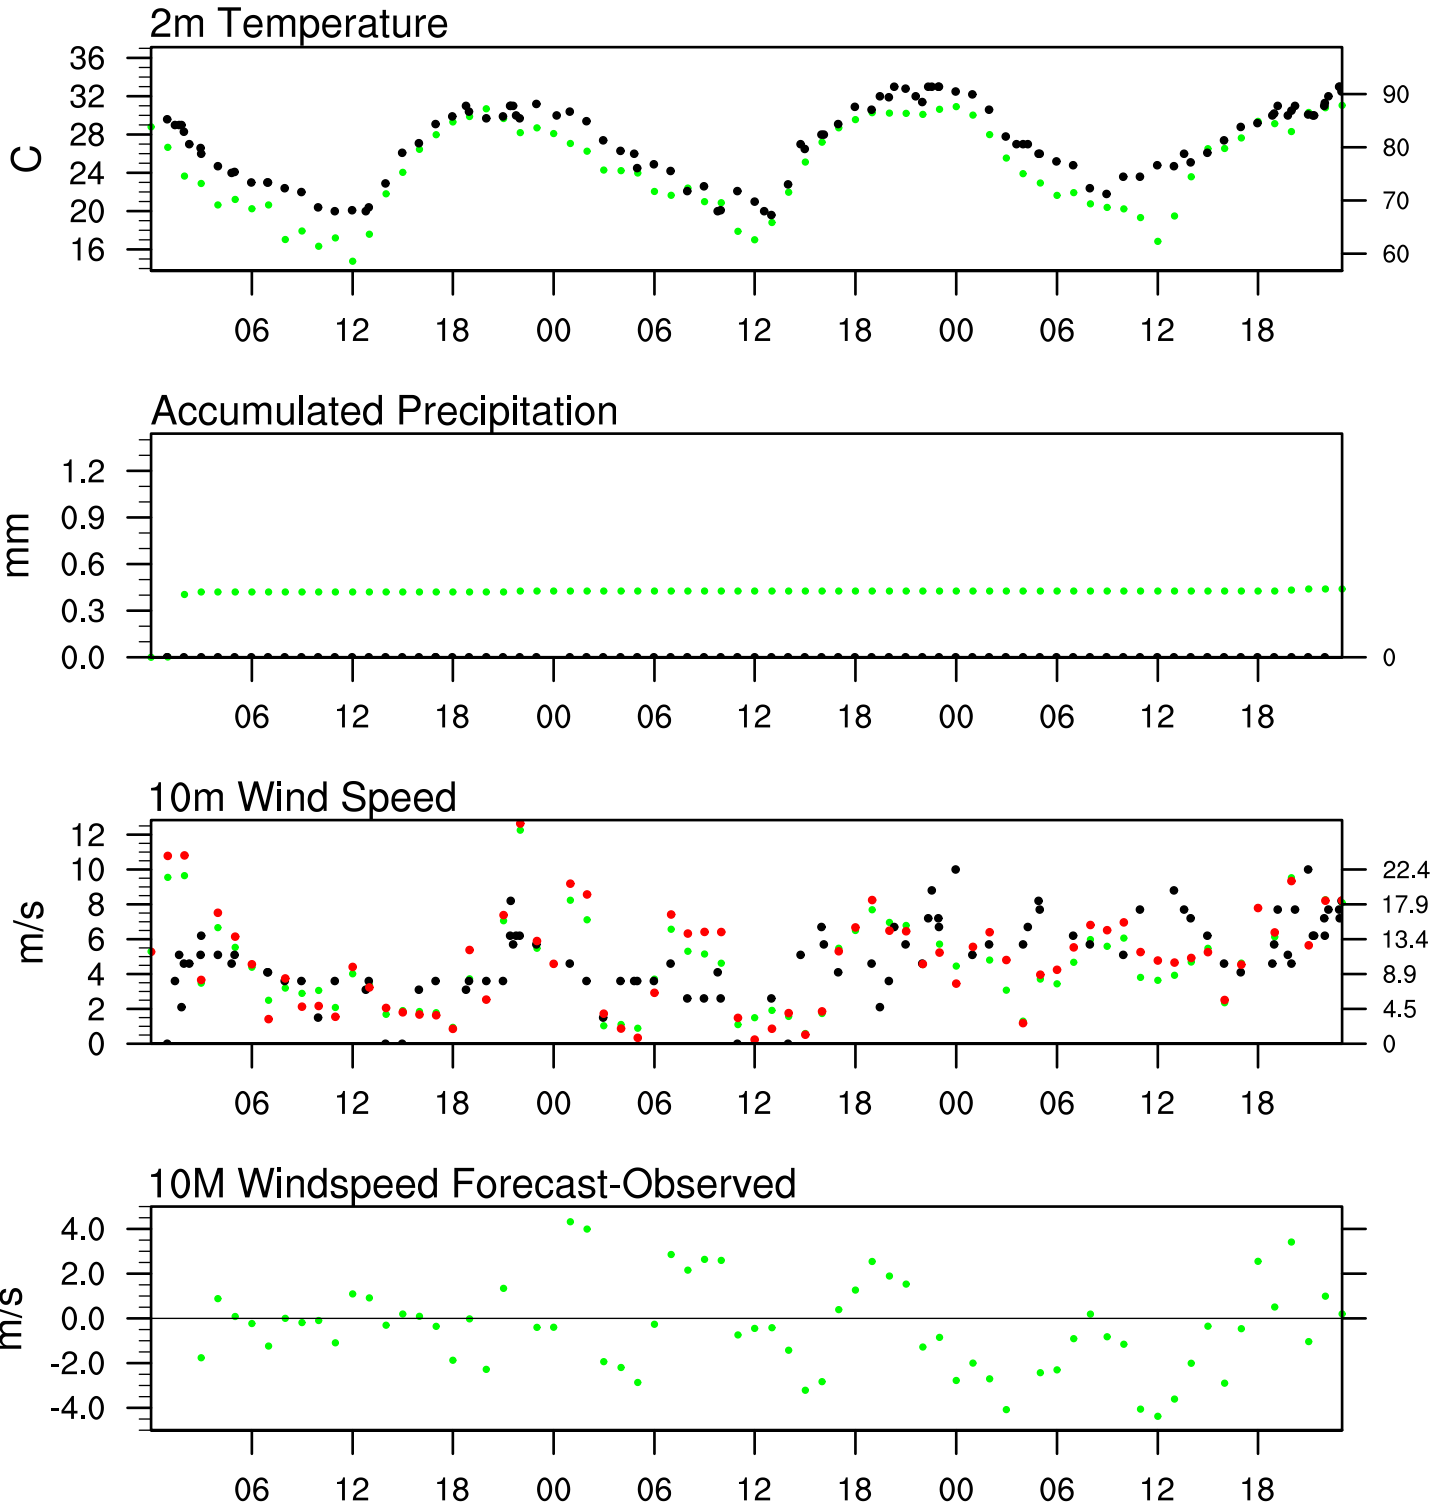 2m Temperature
36
32
28
24
20
16
C
90
80
70
60
06 12 18 00 06 12 18 00 06 12 18
Accumulated Precipitation
1.2
0.9
0.6
0.3
0.0
mm
0
06 12 18 00 06 12 18 00 06 12 18
10m Wind Speed
12
10
8
6
4
2
0
m/s
22.4
17.9
13.4
8.9
4.5
0
06 12 18 00 06 12 18 00 06 12 18
10M Windspeed Forecast-Observed
4.0
2.0
0.0
-2.0
-4.0
m/s
06 12 18 00 06 12 18 00 06 12 18